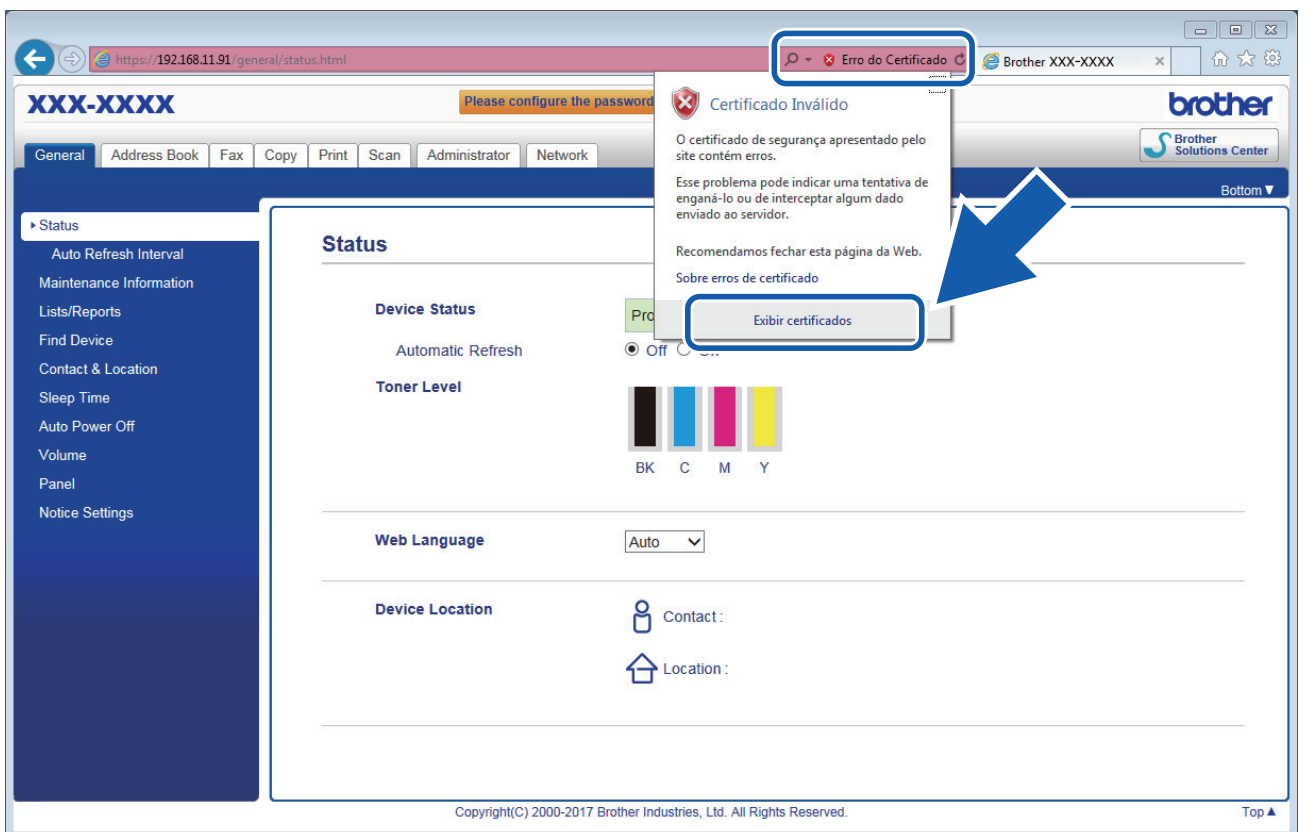 https://192.168.11.91/general/status.html
Erro do Certificado
Brother XXX-XXXX
XXX-XXXX
Please configure the password
brother
General
Address Book
Fax
Copy
Print
Scan
Administrator
Network
Brother
Solutions Center
Bottom▼
Certificado Inválido
O certificado de segurança apresentado pelo
site contém erros.
Esse problema pode indicar uma tentativa de
enganá-lo ou de interceptar algum dado
enviado ao servidor.
Recomendamos fechar esta página da Web.
Sobre erros de certificado
Exibir certificados
Status
Auto Refresh Interval
Maintenance Information
Lists/Reports
Find Device
Contact & Location
Sleep Time
Auto Power Off
Volume
Panel
Notice Settings
Status
Device Status
Automatic Refresh
Off
Toner Level
BK C M Y
Web Language
Auto
Device Location
Contact :
Location :
Copyright(C) 2000-2017 Brother Industries, Ltd. All Rights Reserved.
Top▲